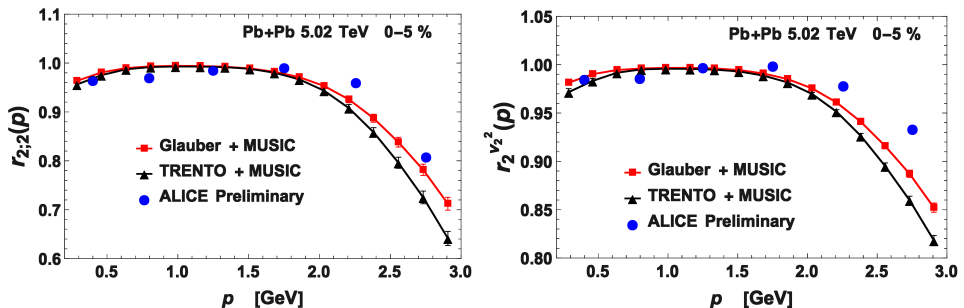 Pb+Pb 5.02 TeV 0-5 %
1.1
1.0
0.9
0.8
0.7
0.6
r2;2(p)
Glauber + MUSIC
TRENTO + MUSIC
ALICE Preliminary
0.5 1.0 1.5 2.0 2.5 3.0
p [GeV]
Pb+Pb 5.02 TeV 0-5 %
1.05
1.00
0.95
0.90
0.85
0.80
r2^v2^2(p)
Glauber + MUSIC
TRENTO + MUSIC
ALICE Preliminary
0.5 1.0 1.5 2.0 2.5 3.0
p [GeV]